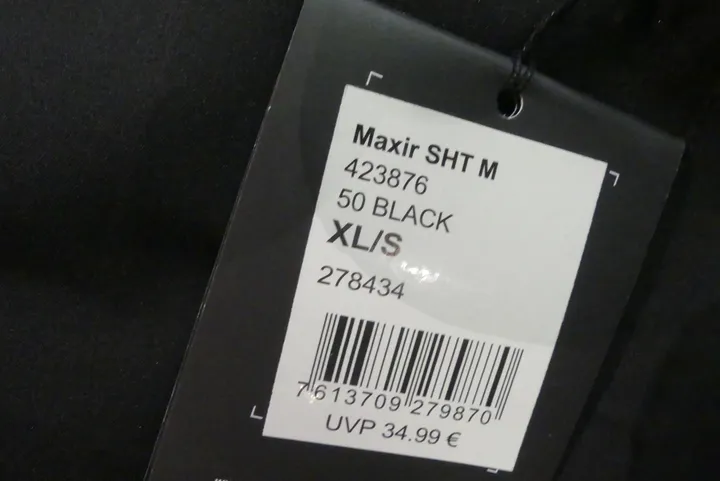 Maxir SHT M
423876
50 BLACK
XL/S
278434
7613709 279870
UVP 34.99 €